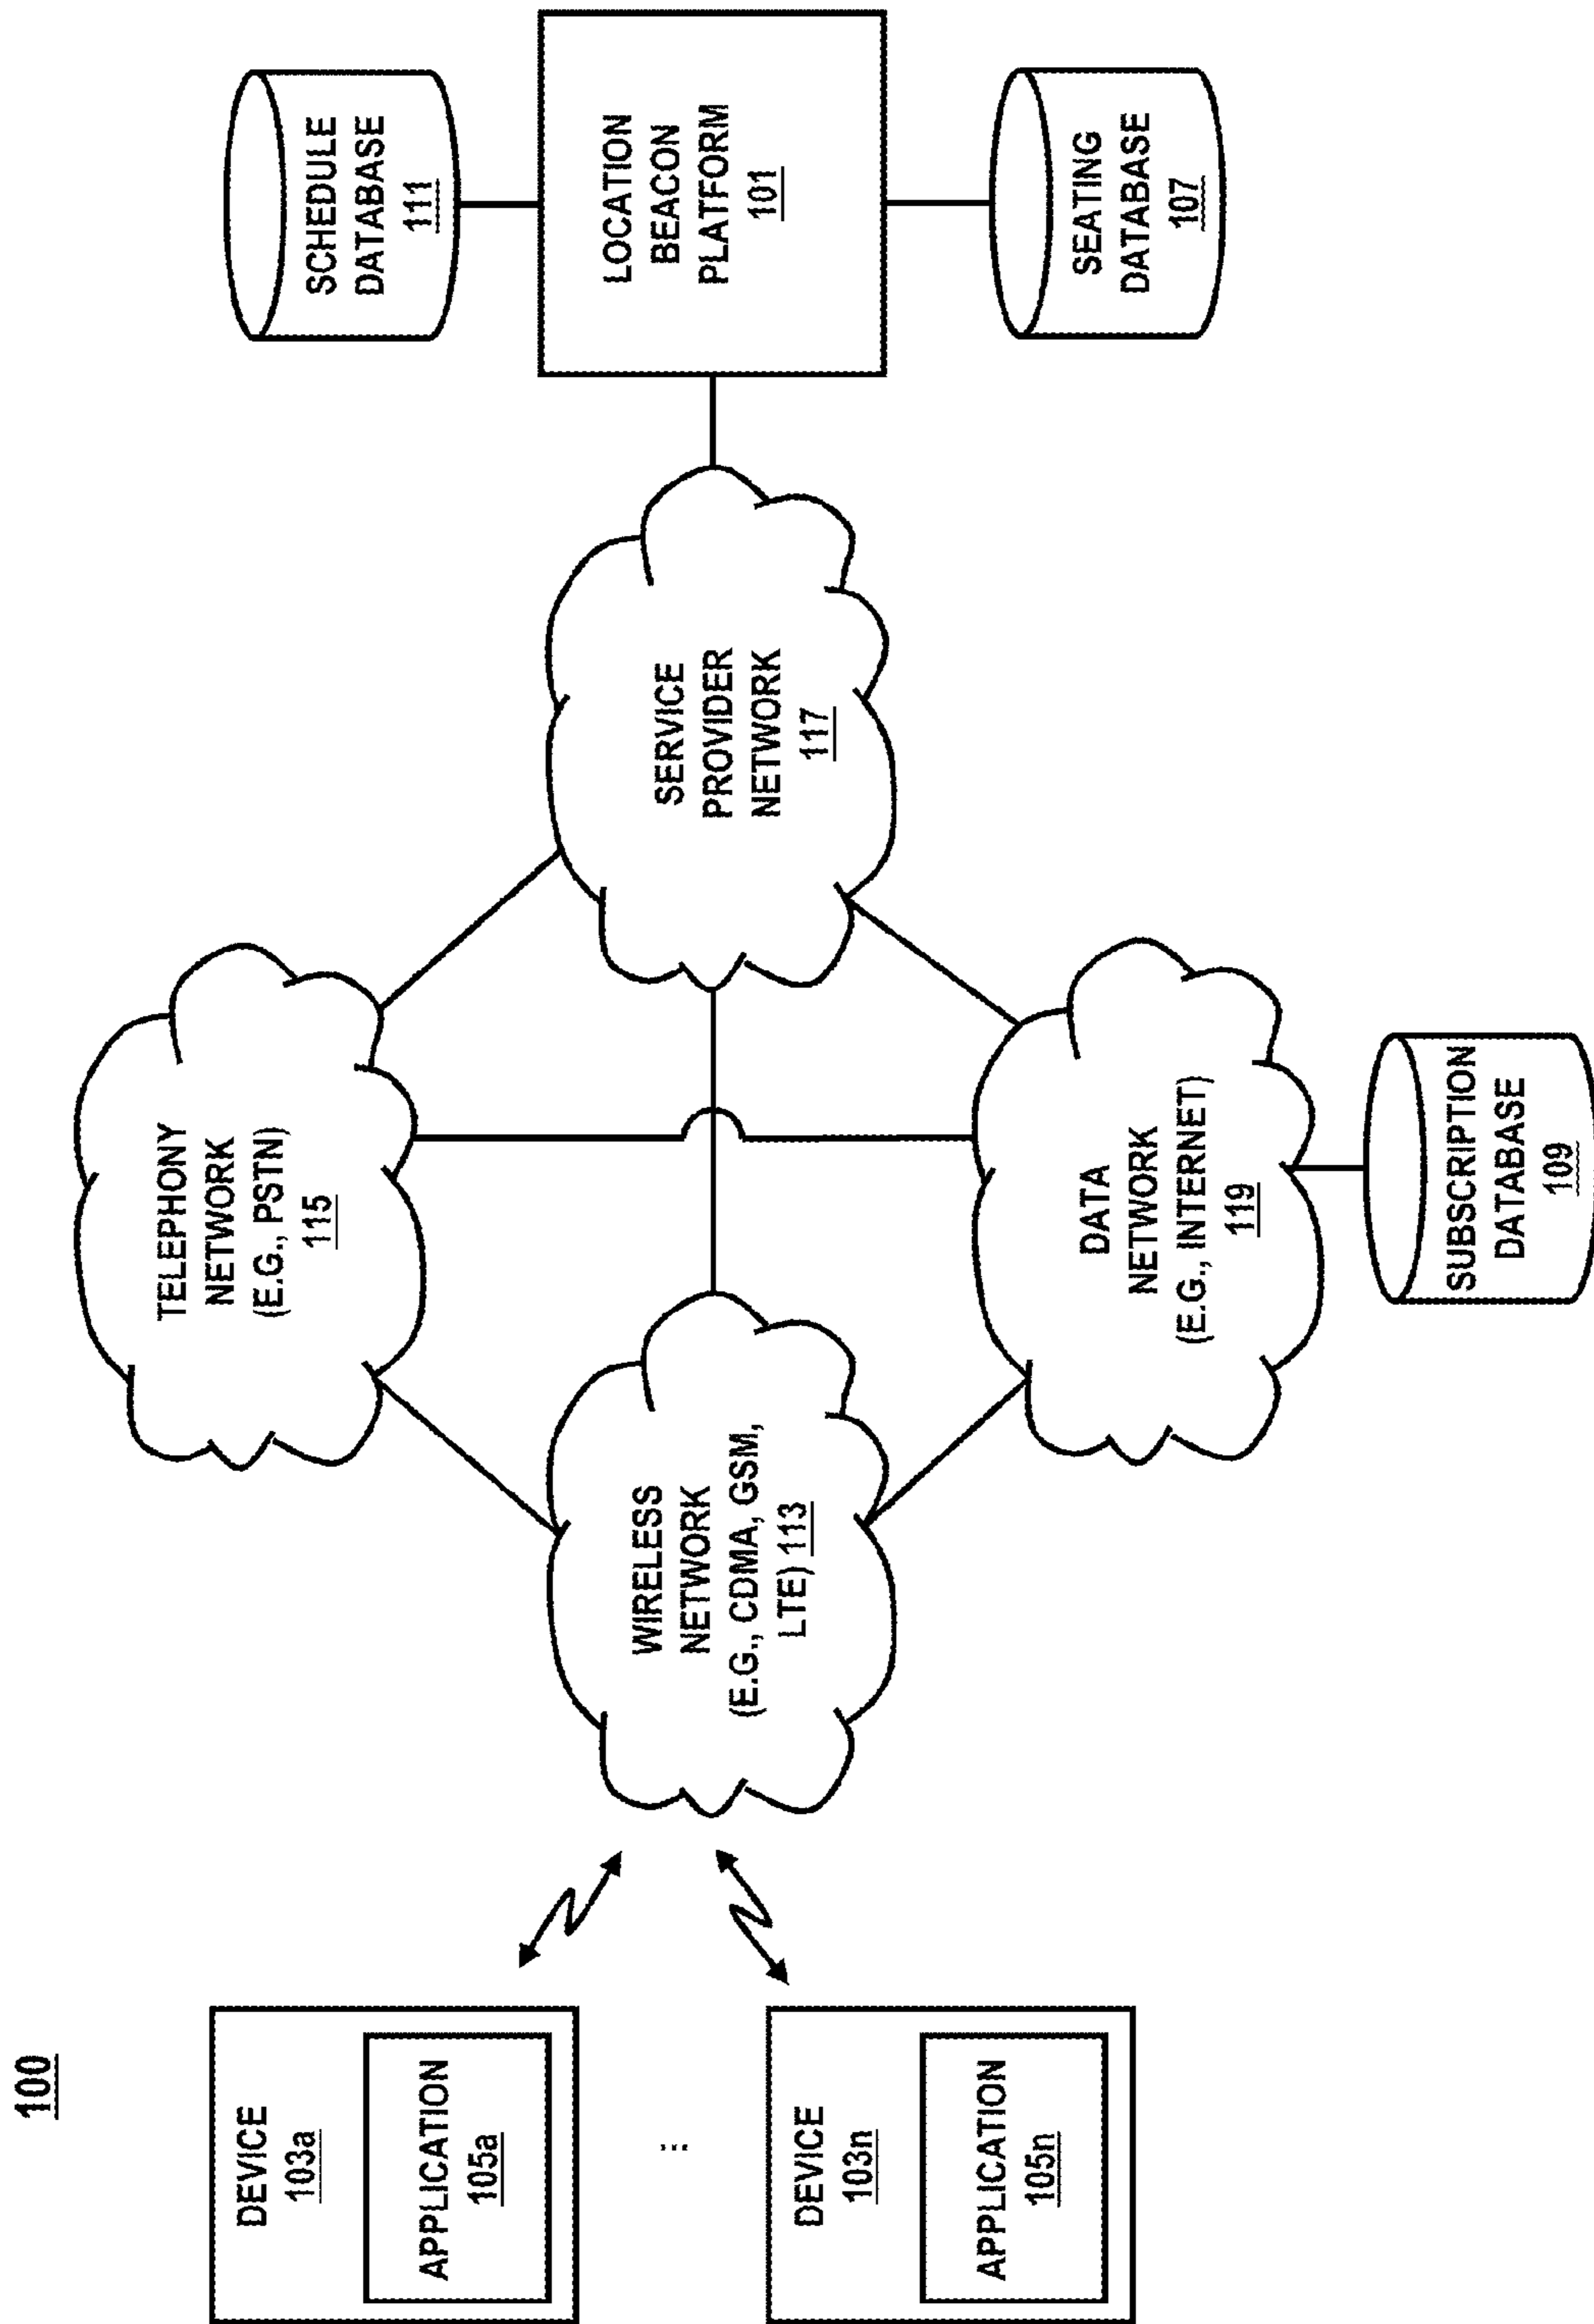 100
DEVICE
103a
APPLICATION
105a
...
DEVICE
103n
APPLICATION
105n
TELEPHONY
NETWORK
(E.G., PSTN)
115
WIRELESS
NETWORK
(E.G., CDMA, GSM,
LTE) 113
SERVICE
PROVIDER
NETWORK
117
DATA
NETWORK
(E.G., INTERNET)
119
SUBSCRIPTION
DATABASE
109
SCHEDULE
DATABASE
111
LOCATION
BEACON
PLATFORM
101
SEATING
DATABASE
107